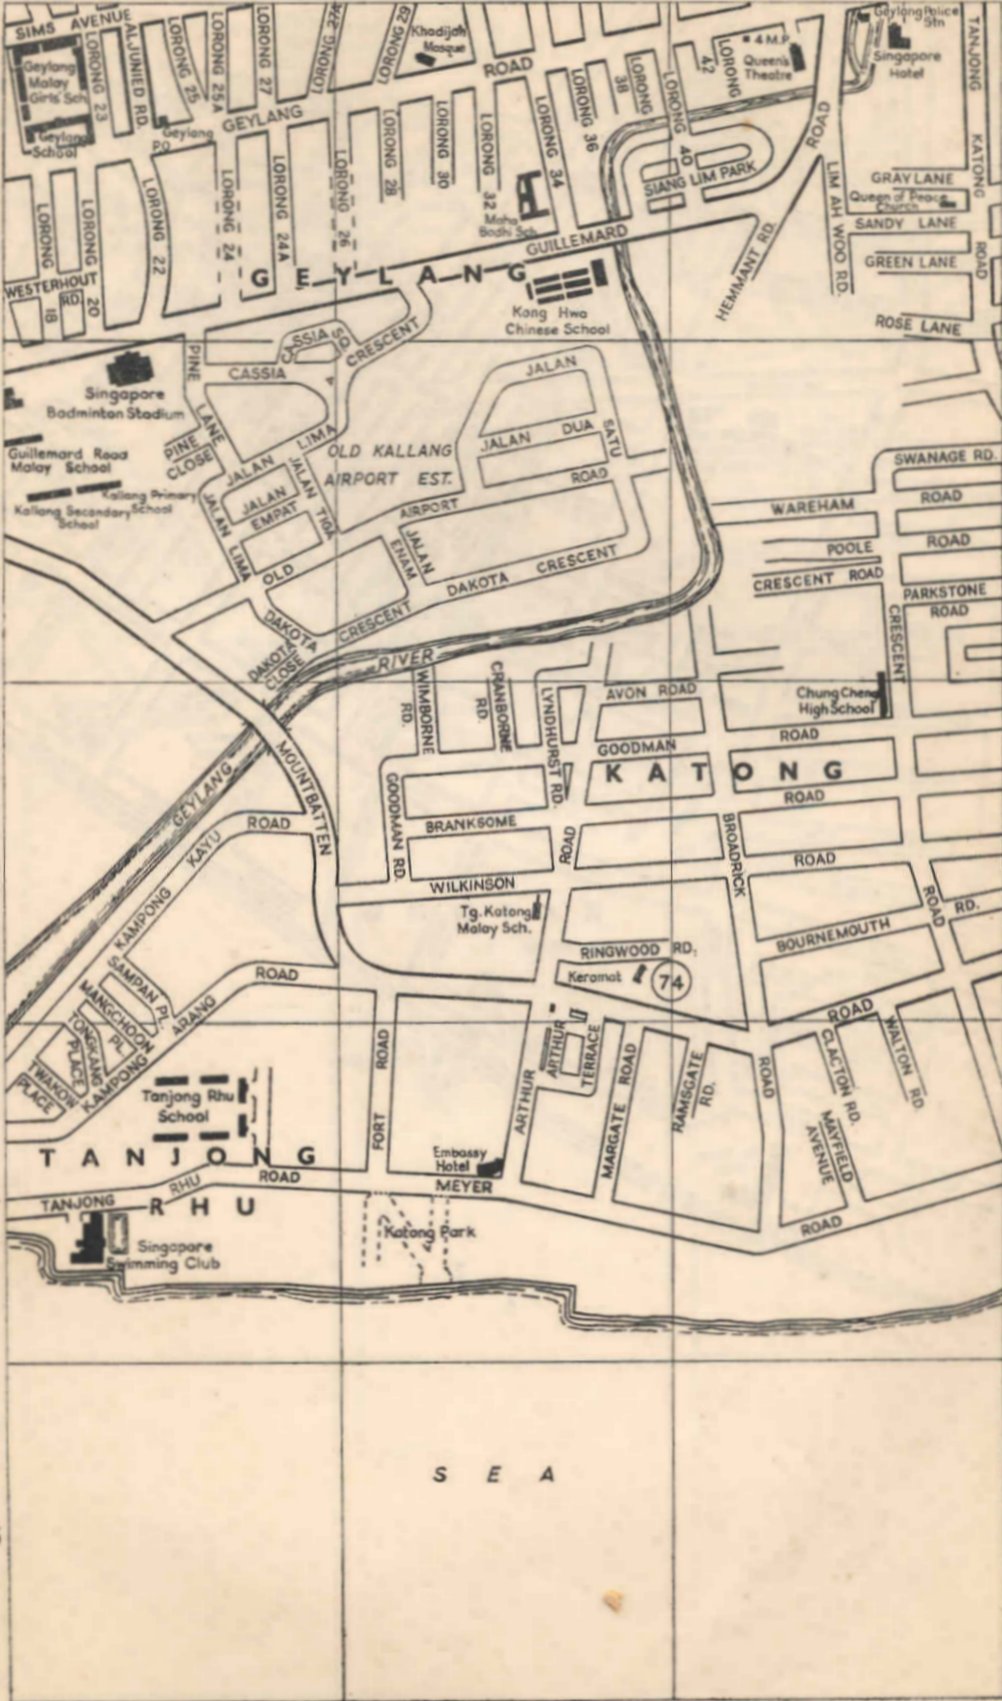 SIMS AVENUE
LORONG 23
ALJUNIED RD.
LORONG 25
LORONG 25A
LORONG 27
LORONG 27A
LORONG 29
Khadijah
Mosque
ROAD
LORONG 36
38
LORONG
LORONG 40
42
LORONG
4 M.P.
Queen's
Theatre
Geylang Police
Stn
Singapore
Hotel
TANJONG
KATONG
ROAD
Geylang
Malay
Girls Sch.
Geylang
School
Geylang
P.O.
GEYLANG
LORONG 28
LORONG 30
LORONG 32
LORONG 34
Maha
Bodhi Sch.
SIANG LIM PARK
ROAD
LIM AH WOO RD.
GRAY LANE
Queen of Peace
Church
SANDY LANE
GREEN LANE
ROSE LANE
HEMMANT RD.
GUILLEMARD
LORONG 18
LORONG 20
LORONG 22
LORONG 24
LORONG 24A
LORONG 26
WESTERHOUT
RD.
GEYLANG
Kong Hwa
Chinese School
CASSIA
CRESCENT
CASSIA
PINE
LANE
Singapore
Badminton Stadium
PINE
CLOSE
Guillemard Road
Malay School
Kallang Primary
School
Kallang Secondary
School
JALAN LIMA
JALAN LIMA
JALAN
EMPAT
JALAN TIGA
OLD KALLANG
AIRPORT EST.
JALAN
SATU
JALAN DUA
OLD
AIRPORT
ROAD
JALAN
ENAM
DAKOTA
CRESCENT
DAKOTA CRESCENT
DAKOTA
CLOSE
SWANAGE RD.
WAREHAM
ROAD
POOLE
ROAD
CRESCENT ROAD
PARKSTONE
ROAD
CRESCENT
RIVER
WIMBORNE
RD.
CRANBORNE
RD.
LYNDHURST RD.
AVON ROAD
Chung Cheng
High School
GOODMAN
ROAD
KATONG
ROAD
GEYLANG
MOUNTBATTEN
GOODMAN RD.
BRANKSOME
ROAD
BROADRICK
ROAD
WILKINSON
ROAD
RD.
Tg. Katong
Malay Sch.
RINGWOOD RD.
BOURNEMOUTH
Keramat
74
KAMPONG KAYU ROAD
SAMPAN PL.
MANGCHOON
PL.
TONGKANG
PLACE
TWAKOW
PLACE
KAMPONG ARANG ROAD
ROAD
FORT
ROAD
ARTHUR
TERRACE
ARTHUR
MARGATE ROAD
RAMSGATE
RD.
ROAD
CLACTON RD.
WALTON RD
MAYFIELD
AVENUE
Tanjong Rhu
School
TANJONG
RHU
TANJONG
RHU
ROAD
Embassy
Hotel
MEYER
ROAD
Katong Park
Singapore
Swimming Club
SEA